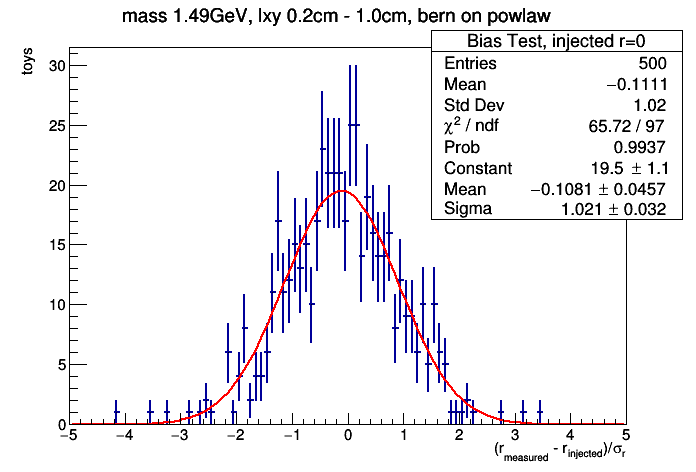 mass 1.49GeV, lxy 0.2cm - 1.0cm, bern on powlaw
toys
Bias Test, injected r=0
Entries 500
Mean −0.1111
Std Dev 1.02
χ² / ndf 65.72 / 97
Prob 0.9937
Constant 19.5 ± 1.1
Mean −0.1081 ± 0.0457
Sigma 1.021 ± 0.032
30
25
20
15
10
5
0
−5 −4 −3 −2 −1 0 1 2 3 4 5
(r_measured - r_injected)/σ_r